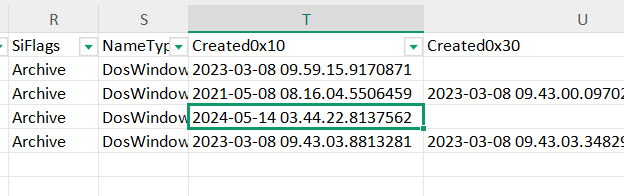 R S T U
SiFlags NameTyp Created0x10 Created0x30
Archive DosWindow 2023-03-08 09.59.15.9170871
Archive DosWindow 2021-05-08 08.16.04.5506459 2023-03-08 09.43.00.09702
Archive DosWindow 2024-05-14 03.44.22.8137562
Archive DosWindow 2023-03-08 09.43.03.8813281 2023-03-08 09.43.03.34829